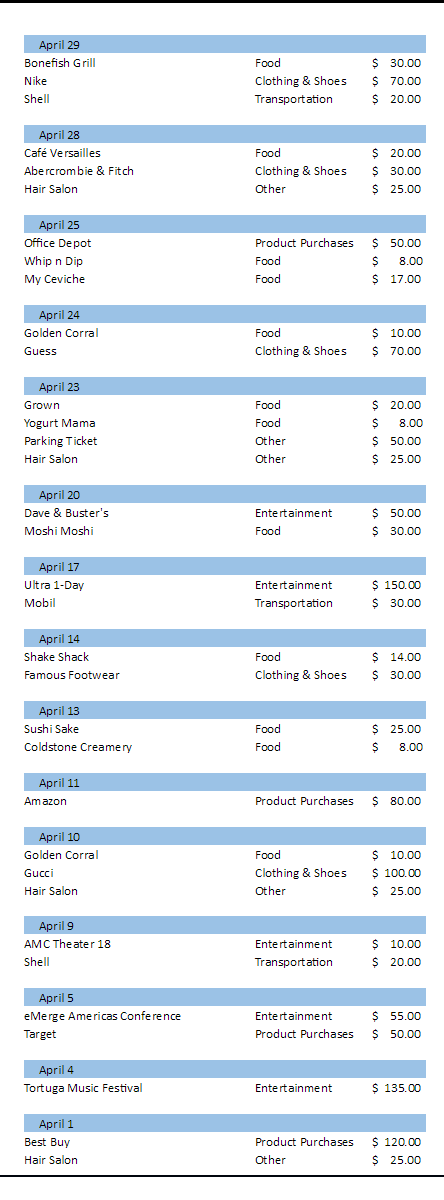 April 29
Bonefish Grill Food $ 30.00
Nike Clothing & Shoes $ 70.00
Shell Transportation $ 20.00
April 28
Café Versailles Food $ 20.00
Abercrombie & Fitch Clothing & Shoes $ 30.00
Hair Salon Other $ 25.00
April 25
Office Depot Product Purchases $ 50.00
Whip n Dip Food $ 8.00
My Ceviche Food $ 17.00
April 24
Golden Corral Food $ 10.00
Guess Clothing & Shoes $ 70.00
April 23
Grown Food $ 20.00
Yogurt Mama Food $ 8.00
Parking Ticket Other $ 50.00
Hair Salon Other $ 25.00
April 20
Dave & Buster's Entertainment $ 50.00
Moshi Moshi Food $ 30.00
April 17
Ultra 1-Day Entertainment $ 150.00
Mobil Transportation $ 30.00
April 14
Shake Shack Food $ 14.00
Famous Footwear Clothing & Shoes $ 30.00
April 13
Sushi Sake Food $ 25.00
Coldstone Creamery Food $ 8.00
April 11
Amazon Product Purchases $ 80.00
April 10
Golden Corral Food $ 10.00
Gucci Clothing & Shoes $ 100.00
Hair Salon Other $ 25.00
April 9
AMC Theater 18 Entertainment $ 10.00
Shell Transportation $ 20.00
April 5
eMerge Americas Conference Entertainment $ 55.00
Target Product Purchases $ 50.00
April 4
Tortuga Music Festival Entertainment $ 135.00
April 1
Best Buy Product Purchases $ 120.00
Hair Salon Other $ 25.00